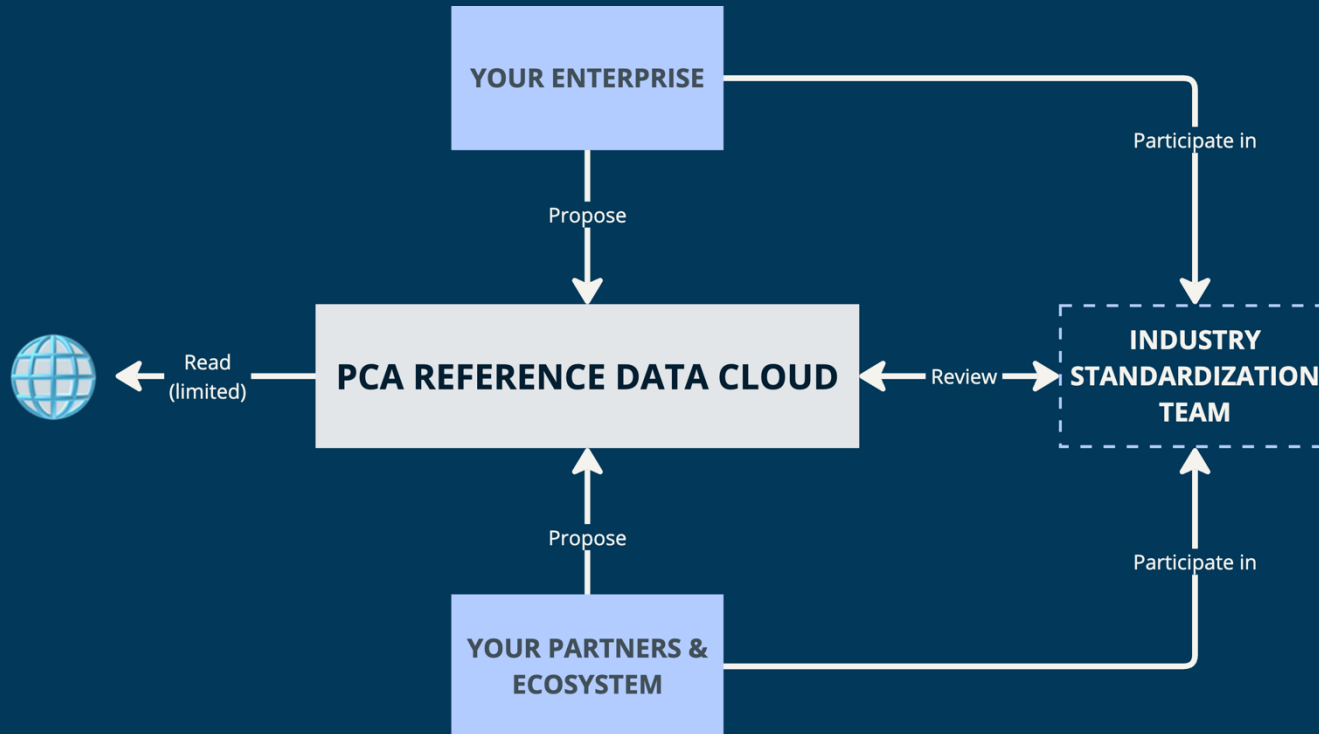 YOUR ENTERPRISE
Participate in
Propose
Read
(limited)
PCA REFERENCE DATA CLOUD
Review
INDUSTRY
STANDARDIZATION
TEAM
Propose
Participate in
YOUR PARTNERS &
ECOSYSTEM